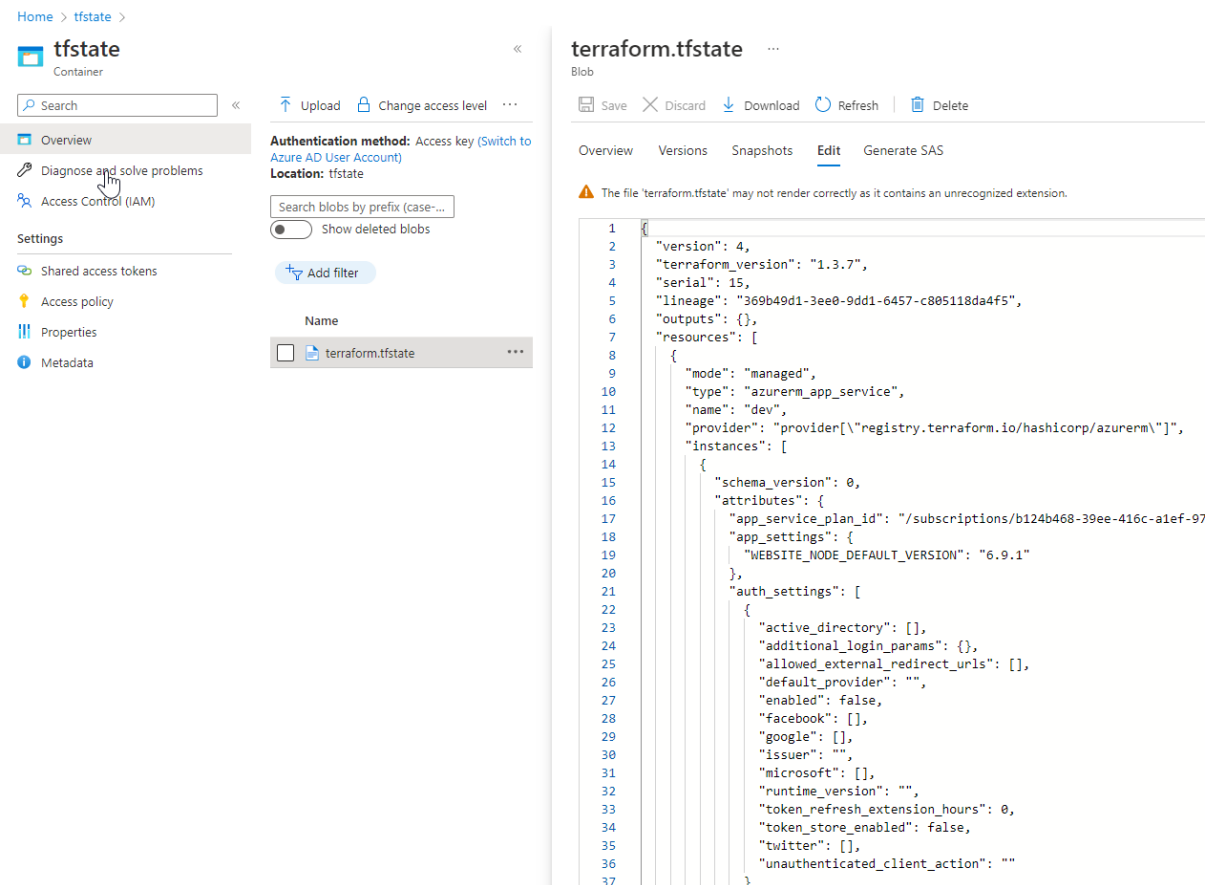 Home > tfstate >
tfstate
Container
Search
Overview
Diagnose and solve problems
Access Control (IAM)
Settings
Shared access tokens
Access policy
Properties
Metadata
Upload Change access level ...
Authentication method: Access key (Switch to
Azure AD User Account)
Location: tfstate
Search blobs by prefix (case-...
Show deleted blobs
Add filter
Name
terraform.tfstate ...
terraform.tfstate ...
Blob
Save Discard Download Refresh Delete
Overview Versions Snapshots Edit Generate SAS
The file 'terraform.tfstate' may not render correctly as it contains an unrecognized extension.
1 {
2 "version": 4,
3 "terraform_version": "1.3.7",
4 "serial": 15,
5 "lineage": "369b49d1-3ee0-9dd1-6457-c805118da4f5",
6 "outputs": {},
7 "resources": [
8 {
9 "mode": "managed",
10 "type": "azurerm_app_service",
11 "name": "dev",
12 "provider": "provider[\"registry.terraform.io/hashicorp/azurerm\"]",
13 "instances": [
14 {
15 "schema_version": 0,
16 "attributes": {
17 "app_service_plan_id": "/subscriptions/b124b468-39ee-416c-a1ef-97
18 "app_settings": {
19 "WEBSITE_NODE_DEFAULT_VERSION": "6.9.1"
20 },
21 "auth_settings": [
22 {
23 "active_directory": [],
24 "additional_login_params": {},
25 "allowed_external_redirect_urls": [],
26 "default_provider": "",
27 "enabled": false,
28 "facebook": [],
29 "google": [],
30 "issuer": "",
31 "microsoft": [],
32 "runtime_version": "",
33 "token_refresh_extension_hours": 0,
34 "token_store_enabled": false,
35 "twitter": [],
36 "unauthenticated_client_action": ""
37 }